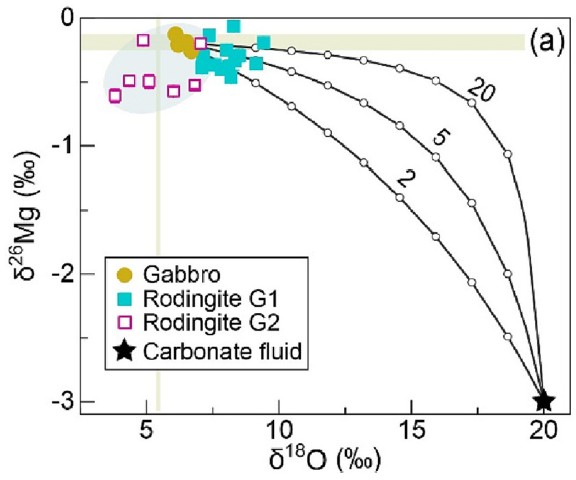 (a)
0
-1
-2
-3
δ²⁶Mg (‰)
20
5
2
Gabbro
Rodingite G1
Rodingite G2
Carbonate fluid
5
10
15
20
δ¹⁸O (‰)